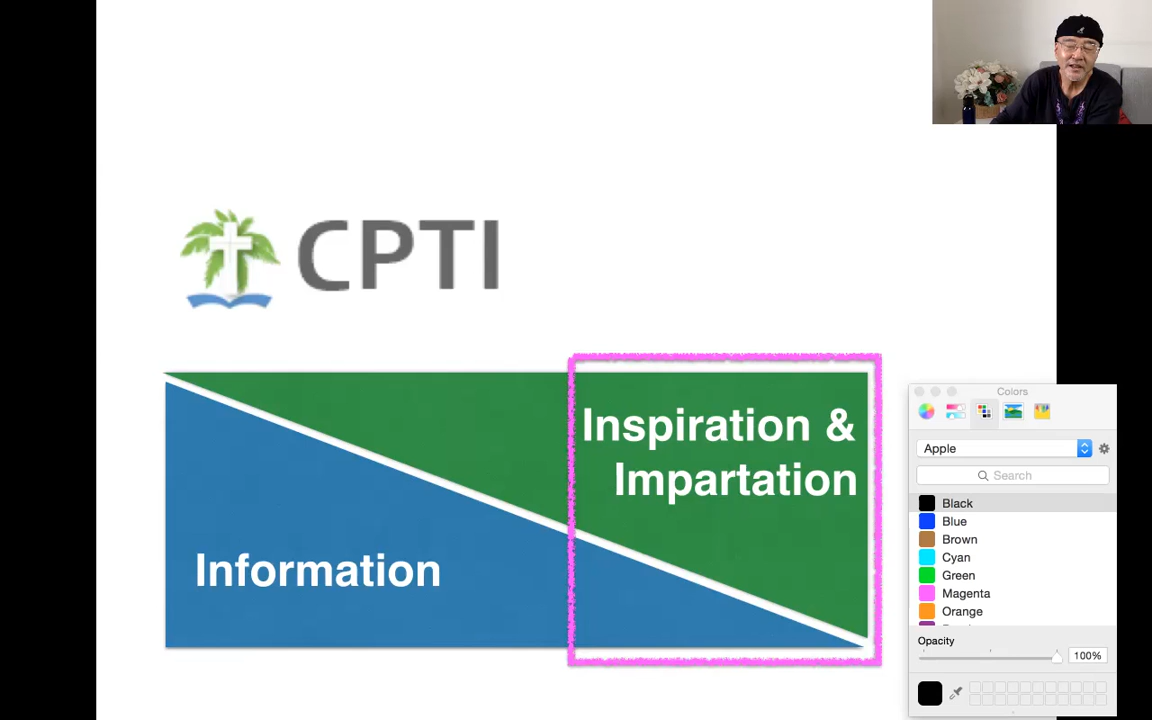 CPTI
Inspiration &
Impartation
Information
Colors
Apple
Search
Black
Blue
Brown
Cyan
Green
Magenta
Orange
Opacity
100%